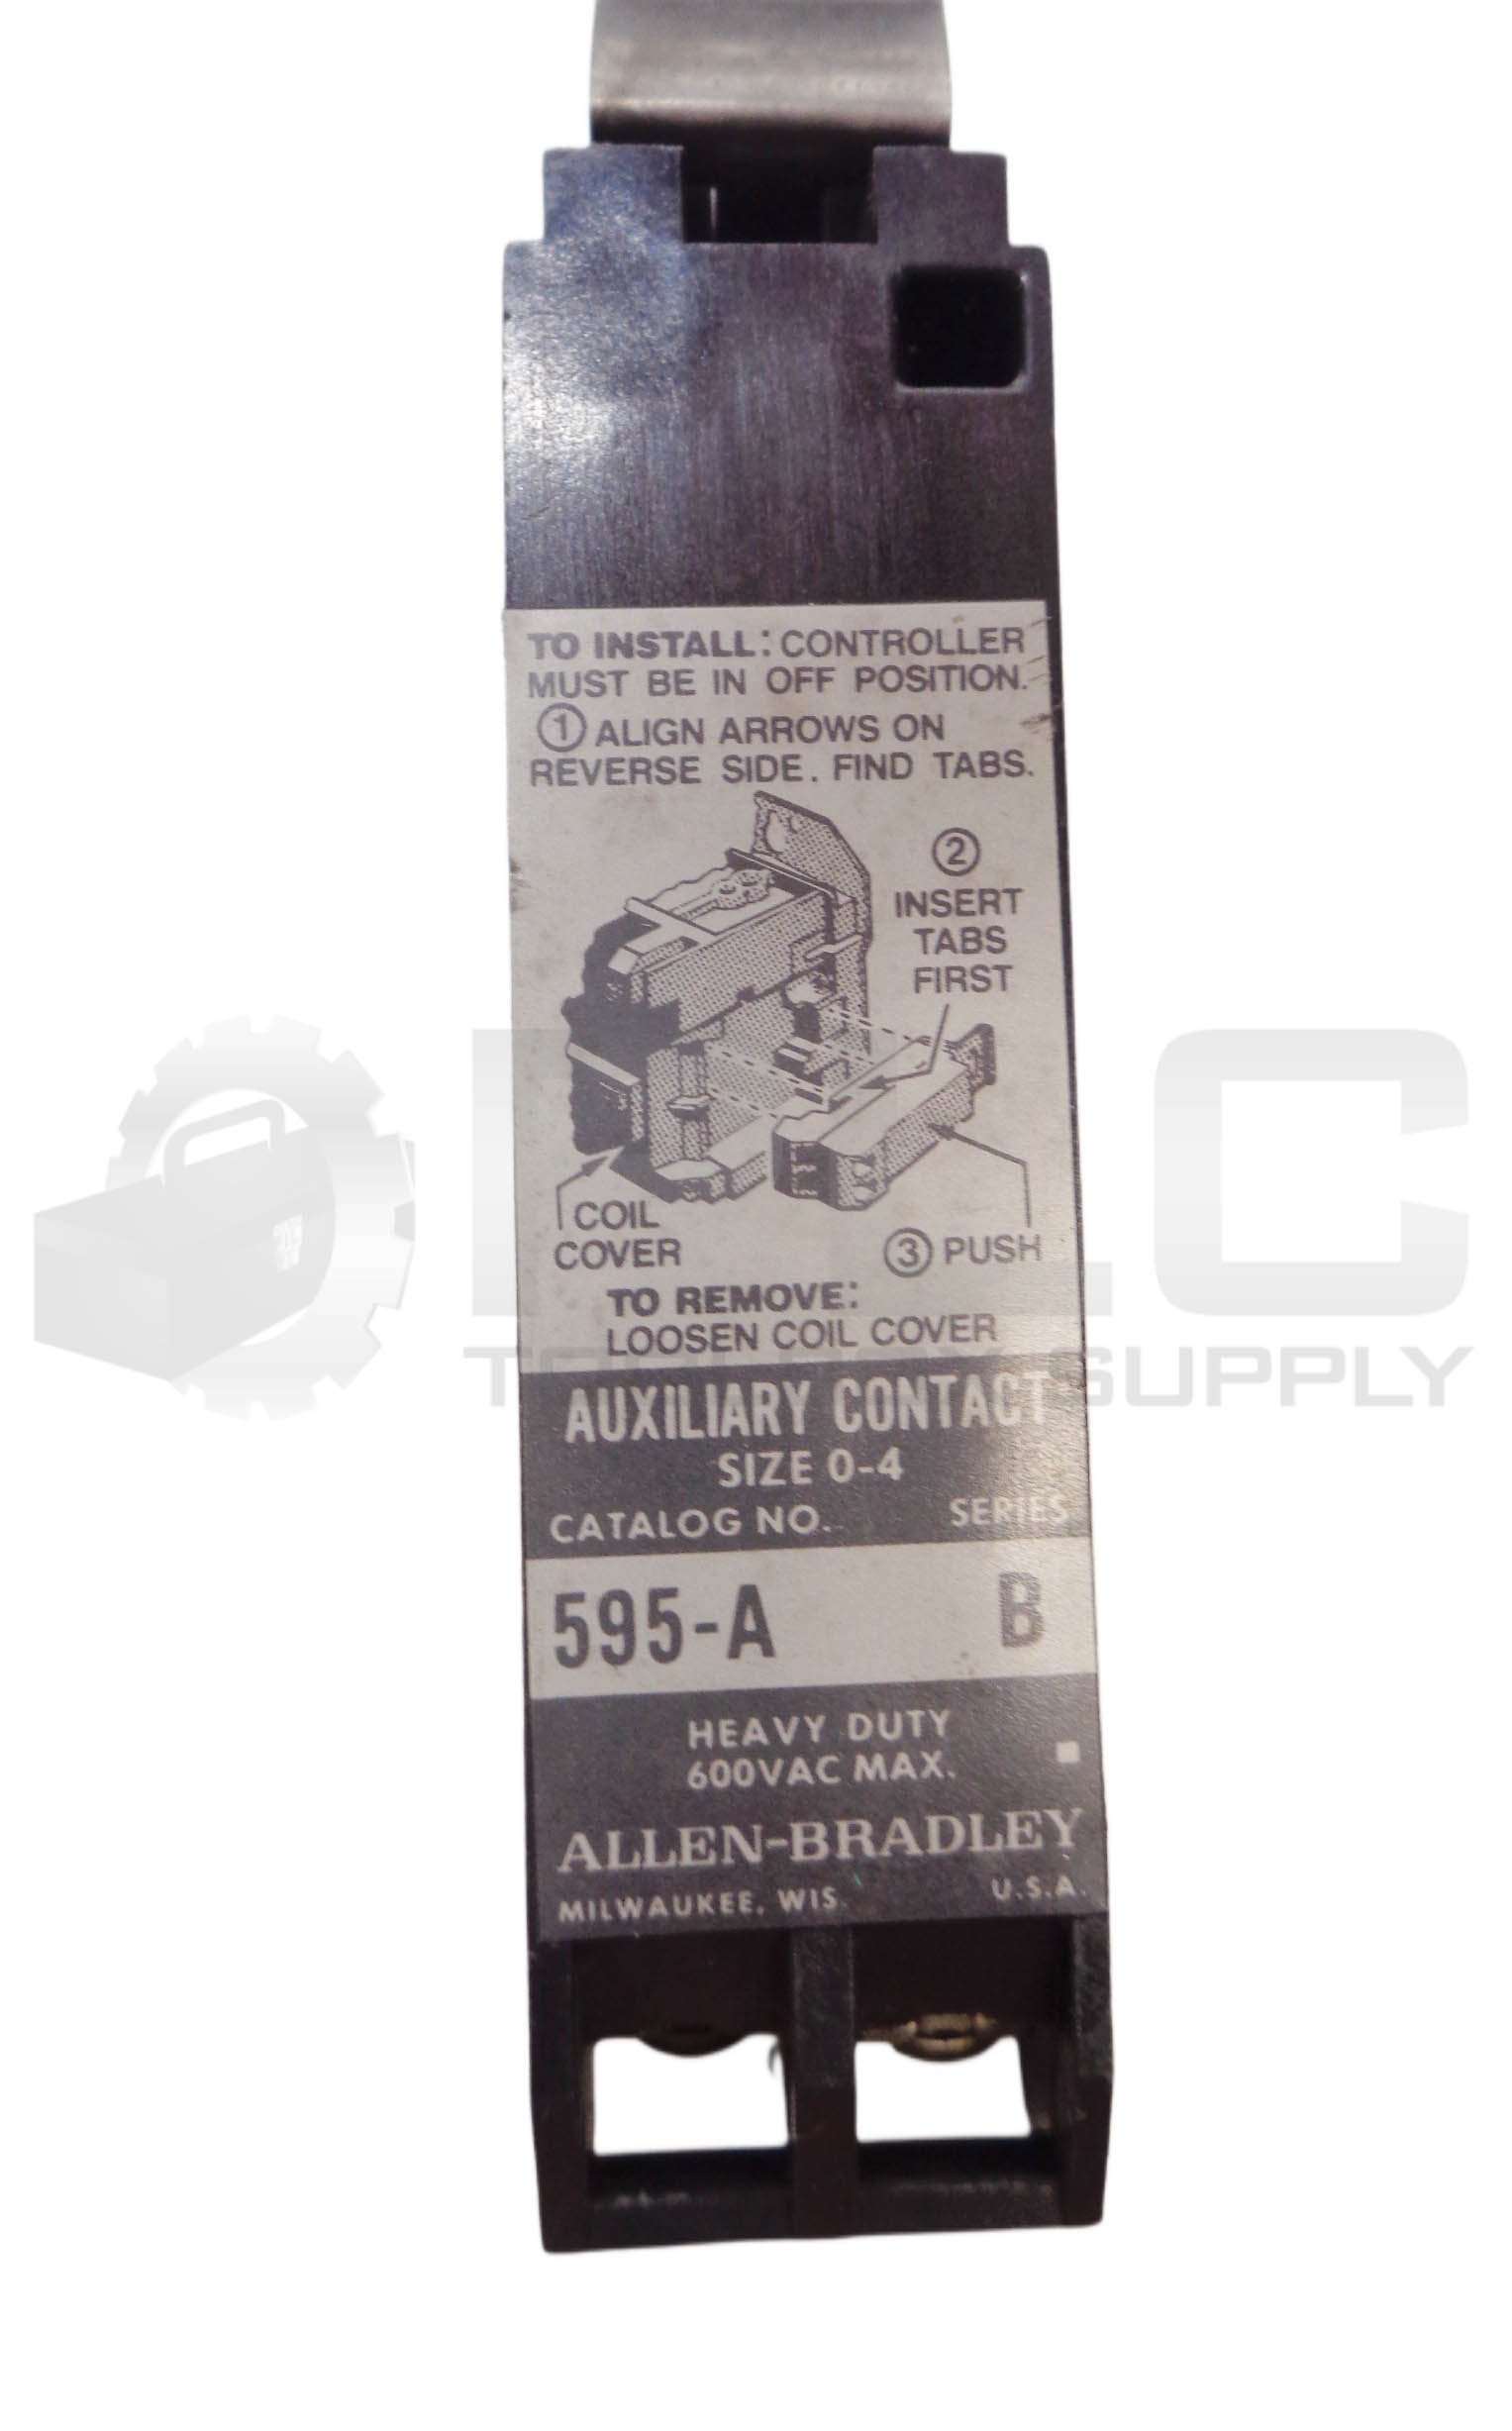 TO INSTALL: CONTROLLER
MUST BE IN OFF POSITION.
① ALIGN ARROWS ON
REVERSE SIDE. FIND TABS.
②
INSERT
TABS
FIRST
COIL
COVER
③ PUSH
TO REMOVE:
LOOSEN COIL COVER
AUXILIARY CONTACT
SIZE 0-4
CATALOG NO. SERIES
595-A B
HEAVY DUTY
600VAC MAX.
ALLEN-BRADLEY
MILWAUKEE, WIS. U.S.A.
PLC
SUPPLY